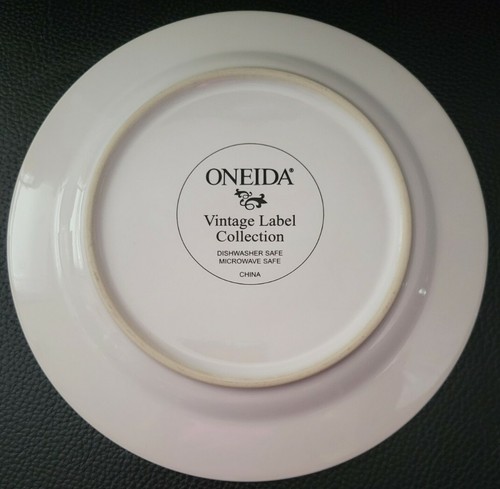 ONEIDA®
Vintage Label
Collection
DISHWASHER SAFE
MICROWAVE SAFE
CHINA